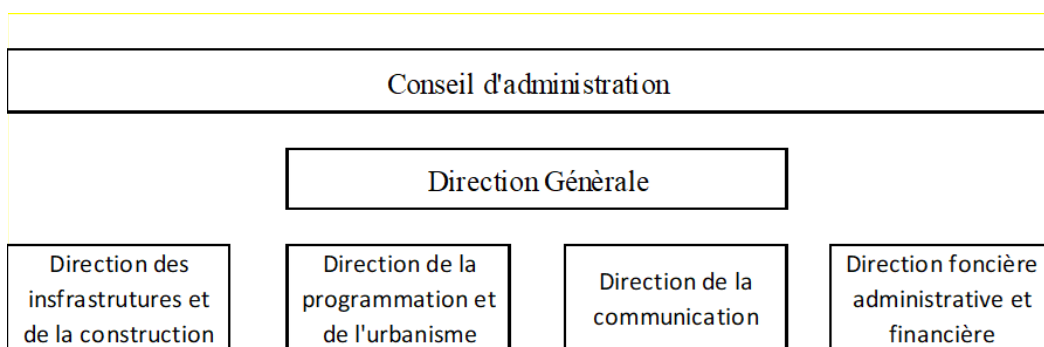 Conseil d'administration
Direction Génèrale
Direction des
insfrastrutures et
de la construction
Direction de la
programmation et
de l'urbanisme
Direction de la
communication
Direction foncière
administrative et
financière